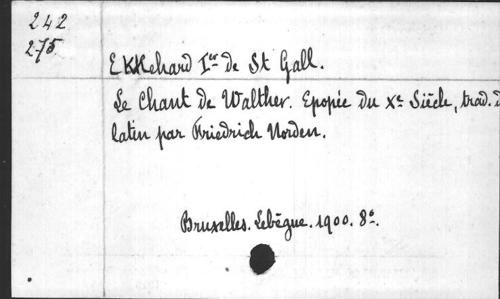 242
275
Ekkehard Ier de St Gall.
Le Chant de Walther. Epopée du Xe Siècle, trad. d
latin par Friedrich Norden.
Bruxelles. Lebègue. 1900. 8°.